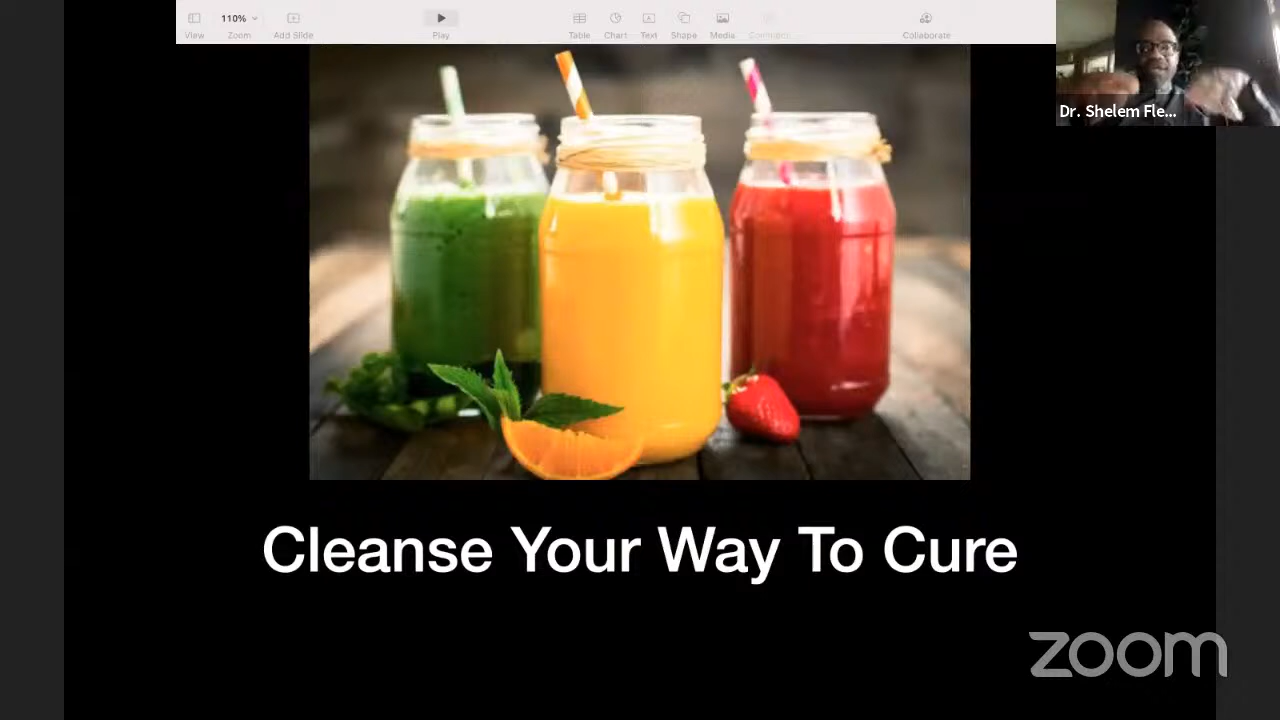 110%
View
Zoom
Add Slide
Play
Table
Chart
Text
Shape
Media
Collaborate
Dr. Shelem Fle...
Cleanse Your Way To Cure
zoom